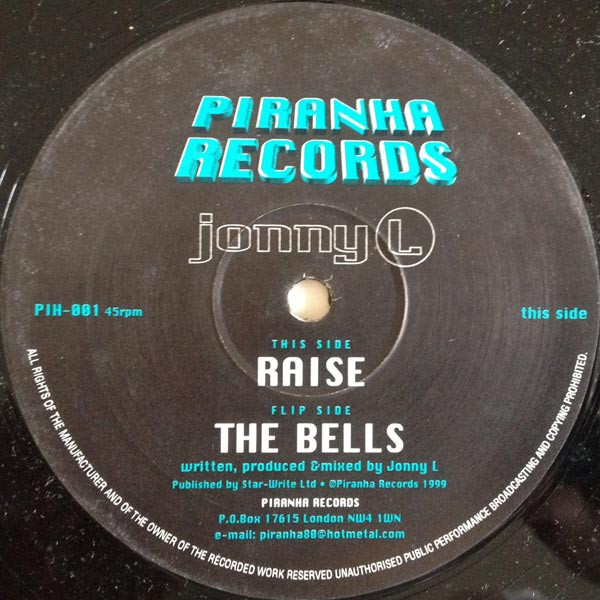 PIRANHA
RECORDS
jonny L
PIH-001 45rpm
this side
THIS SIDE
RAISE
FLIP SIDE
THE BELLS
written, produced &mixed by Jonny L
Published by Star-Write Ltd • ©Piranha Records 1999
PIRANHA RECORDS
P.O.Box 17615 London NW4 1WN
e-mail: piranha80@hotmetal.com
ALL RIGHTS OF THE MANUFACTURER AND OF THE OWNER OF THE RECORDED WORK RESERVED UNAUTHORISED PUBLIC PERFORMANCE BROADCASTING AND COPYING PROHIBITED.